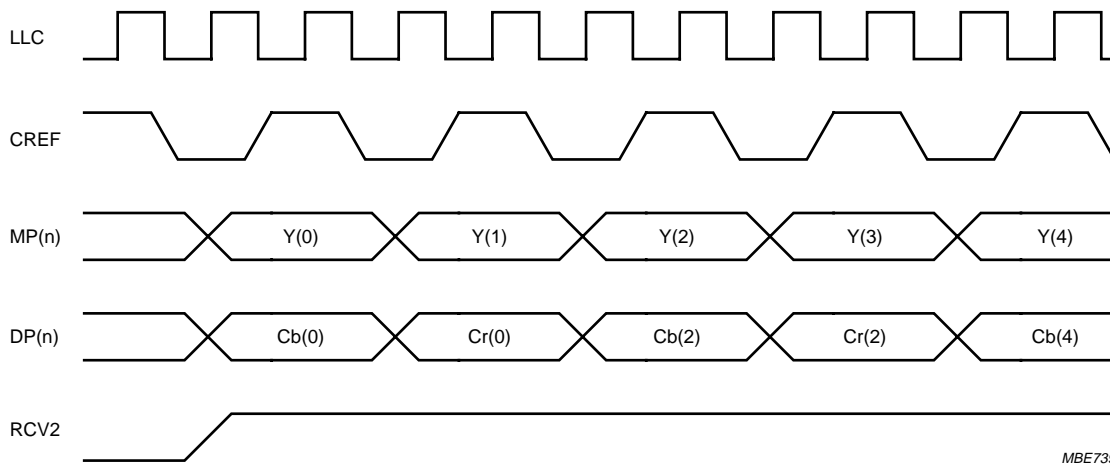 LLC
CREF
MP(n) Y(0) Y(1) Y(2) Y(3) Y(4)
DP(n) Cb(0) Cr(0) Cb(2) Cr(2) Cb(4)
RCV2